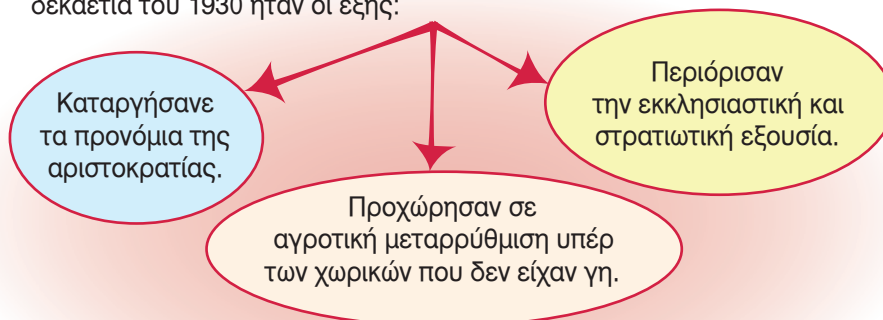 δεκαετία του 1930 ήταν οι εξής:
Καταργήσανε
τα προνόμια της
αριστοκρατίας.
Προχώρησαν σε
αγροτική μεταρρύθμιση υπέρ
των χωρικών που δεν είχαν γη.
Περιόρισαν
την εκκλησιαστική και
στρατιωτική εξουσία.